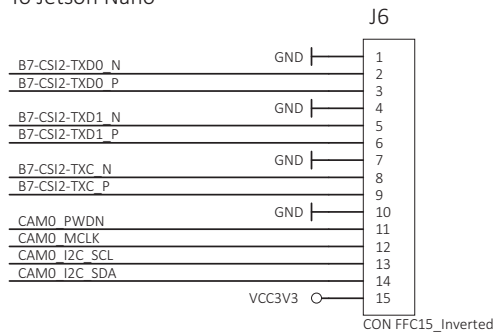 To Jetson Nano
J6
GND 1
B7-CSI2-TXD0_N 2
B7-CSI2-TXD0_P 3
GND 4
B7-CSI2-TXD1_N 5
B7-CSI2-TXD1_P 6
GND 7
B7-CSI2-TXC_N 8
B7-CSI2-TXC_P 9
GND 10
CAM0_PWDN 11
CAM0_MCLK 12
CAM0_I2C_SCL 13
CAM0_I2C_SDA 14
VCC3V3 15
CON FFC15_Inverted